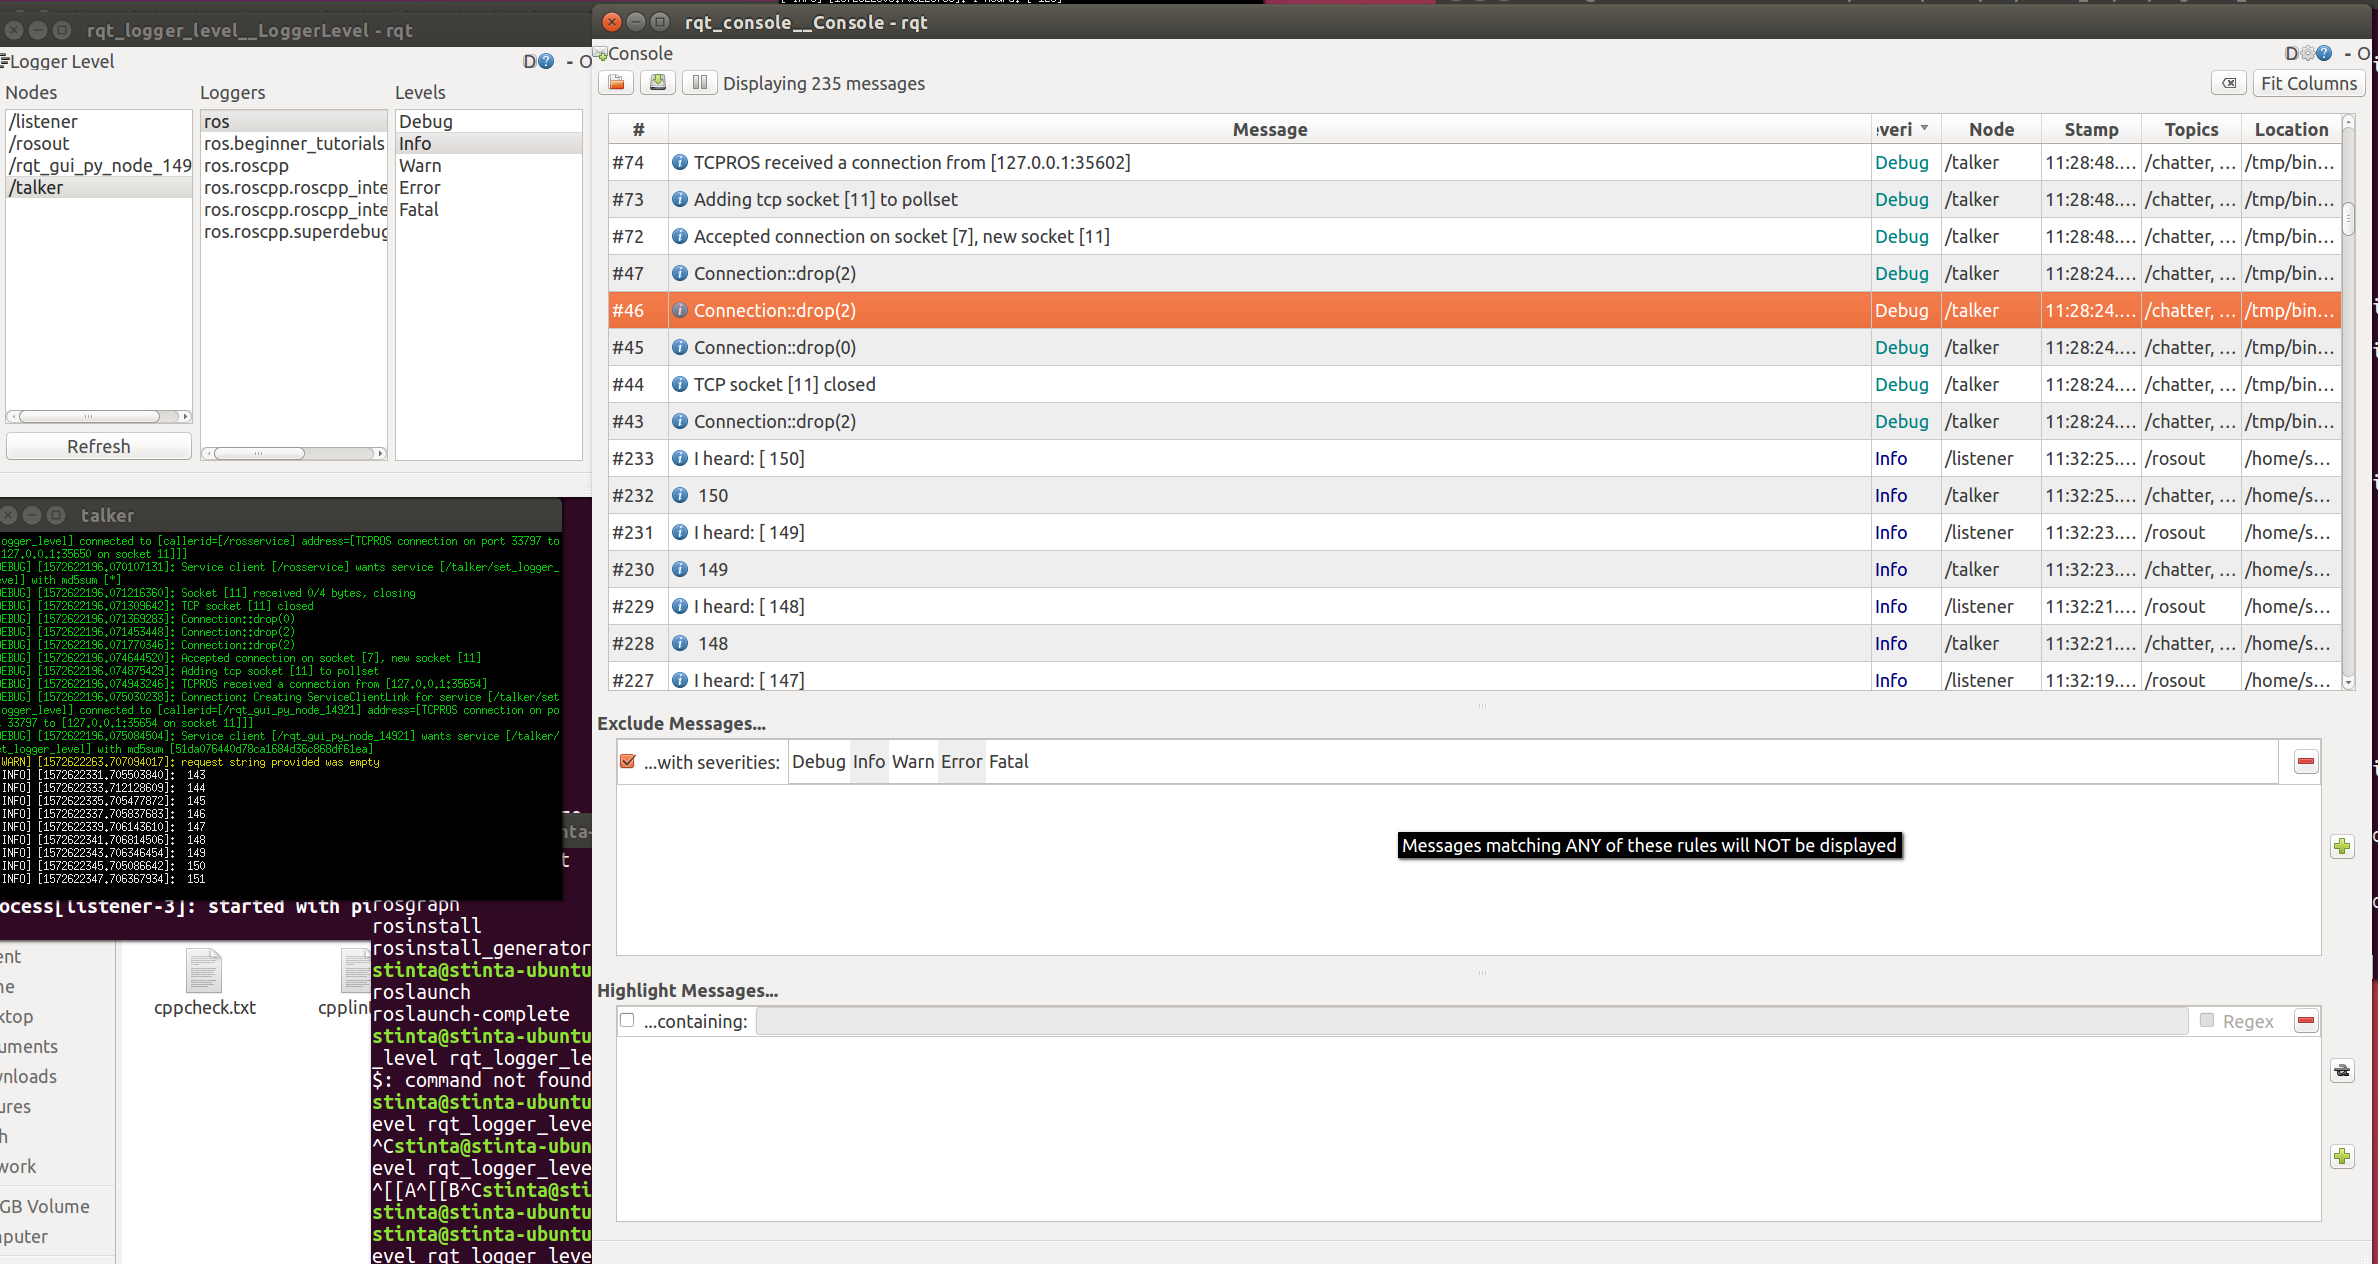 rqt_logger_level__LoggerLevel - rqt
Logger Level
D
- O
Nodes
Loggers
Levels
/listener
/rosout
/rqt_gui_py_node_149
/talker
ros
ros.beginner_tutorials
ros.roscpp
ros.roscpp.roscpp_inte
ros.roscpp.roscpp_inte
ros.roscpp.superdebug
Debug
Info
Warn
Error
Fatal
Refresh
talker
ogger_level] connected to [callerid=[/rosservice] address=[TCPROS connection on port 33797 to
127.0.0.1:35650 on socket 11]]]
DEBUG] [1572622196.070107131]: Service client [/rosservice] wants service [/talker/set_logger_
evel] with md5sum [*]
DEBUG] [1572622196.071216360]: Socket [11] received 0/4 bytes, closing
DEBUG] [1572622196.071309642]: TCP socket [11] closed
DEBUG] [1572622196.071369283]: Connection::drop(0)
DEBUG] [1572622196.071453448]: Connection::drop(2)
DEBUG] [1572622196.071770346]: Connection::drop(2)
DEBUG] [1572622196.074644520]: Accepted connection on socket [7], new socket [11]
DEBUG] [1572622196.074875429]: Adding tcp socket [11] to pollset
DEBUG] [1572622196.074943246]: TCPROS received a connection from [127.0.0.1:35654]
DEBUG] [1572622196.075030238]: Connection: Creating ServiceClientLink for service [/talker/set
ogger_level] connected to [callerid=[/rqt_gui_py_node_14921] address=[TCPROS connection on po
33797 to [127.0.0.1:35654 on socket 11]]]
DEBUG] [1572622196.075084504]: Service client [/rqt_gui_py_node_14921] wants service [/talker/
et_logger_level] with md5sum [51da076440d78ca1684d36c868df61ea]
WARN] [1572622263.707094017]: request string provided was empty
INFO] [1572622331.705503840]: 143
INFO] [1572622333.712128609]: 144
INFO] [1572622335.705477872]: 145
INFO] [1572622337.705837683]: 146
INFO] [1572622339.706143610]: 147
INFO] [1572622341.706814506]: 148
INFO] [1572622343.706346454]: 149
INFO] [1572622345.705086642]: 150
INFO] [1572622347.706367934]: 151
ocess[listener-3]: started with pi
ent
me
ktop
uments
wnloads
ures
h
work
GB Volume
mputer
cppcheck.txt
cpplin
rosgraph
rosinstall
rosinstall_generator
stinta@stinta-ubuntu
roslaunch
roslaunch-complete
stinta@stinta-ubuntu
_level rqt_logger_le
$: command not found
stinta@stinta-ubuntu
evel rqt_logger_leve
^Cstinta@stinta-ubun
evel rqt_logger_leve
^[[A^[[B^Cstinta@sti
stinta@stinta-ubuntu
stinta@stinta-ubuntu
evel rqt_logger_leve
rqt_console__Console - rqt
Console
D
- O
Displaying 235 messages
Fit Columns
# Message everi Node Stamp Topics Location
#74 TCPROS received a connection from [127.0.0.1:35602] Debug /talker 11:28:48.... /chatter, ... /tmp/bin...
#73 Adding tcp socket [11] to pollset Debug /talker 11:28:48.... /chatter, ... /tmp/bin...
#72 Accepted connection on socket [7], new socket [11] Debug /talker 11:28:48.... /chatter, ... /tmp/bin...
#47 Connection::drop(2) Debug /talker 11:28:24.... /chatter, ... /tmp/bin...
#46 Connection::drop(2) Debug /talker 11:28:24.... /chatter, ... /tmp/bin...
#45 Connection::drop(0) Debug /talker 11:28:24.... /chatter, ... /tmp/bin...
#44 TCP socket [11] closed Debug /talker 11:28:24.... /chatter, ... /tmp/bin...
#43 Connection::drop(2) Debug /talker 11:28:24.... /chatter, ... /tmp/bin...
#233 I heard: [ 150] Info /listener 11:32:25.... /rosout /home/s...
#232 150 Info /talker 11:32:25.... /chatter, ... /home/s...
#231 I heard: [ 149] Info /listener 11:32:23.... /rosout /home/s...
#230 149 Info /talker 11:32:23.... /chatter, ... /home/s...
#229 I heard: [ 148] Info /listener 11:32:21.... /rosout /home/s...
#228 148 Info /talker 11:32:21.... /chatter, ... /home/s...
#227 I heard: [ 147] Info /listener 11:32:19.... /rosout /home/s...
Exclude Messages...
...with severities: Debug Info Warn Error Fatal
Messages matching ANY of these rules will NOT be displayed
Highlight Messages...
...containing:
Regex